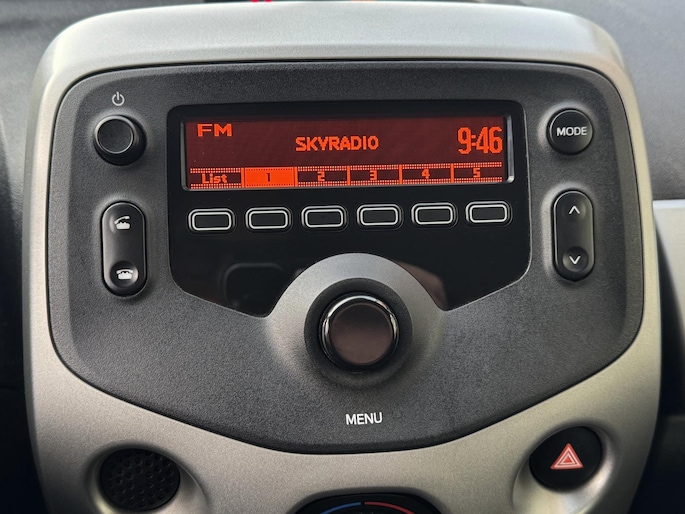 FM
SKYRADIO
9:46
List 1 2 3 4 5
MODE
MENU